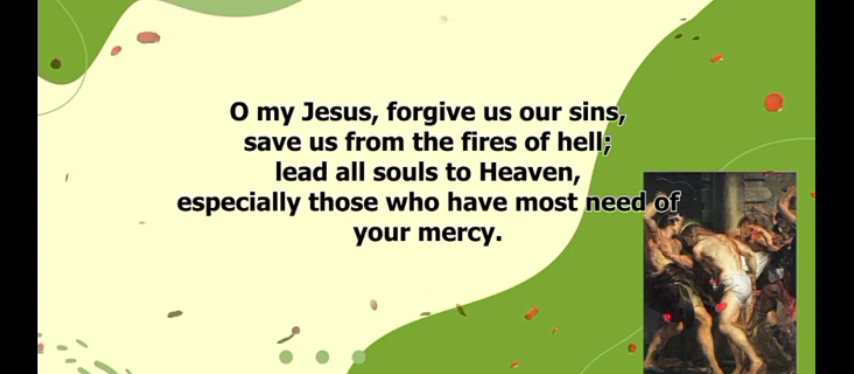 O my Jesus, forgive us our sins,
save us from the fires of hell;
lead all souls to Heaven,
especially those who have most need of
your mercy.